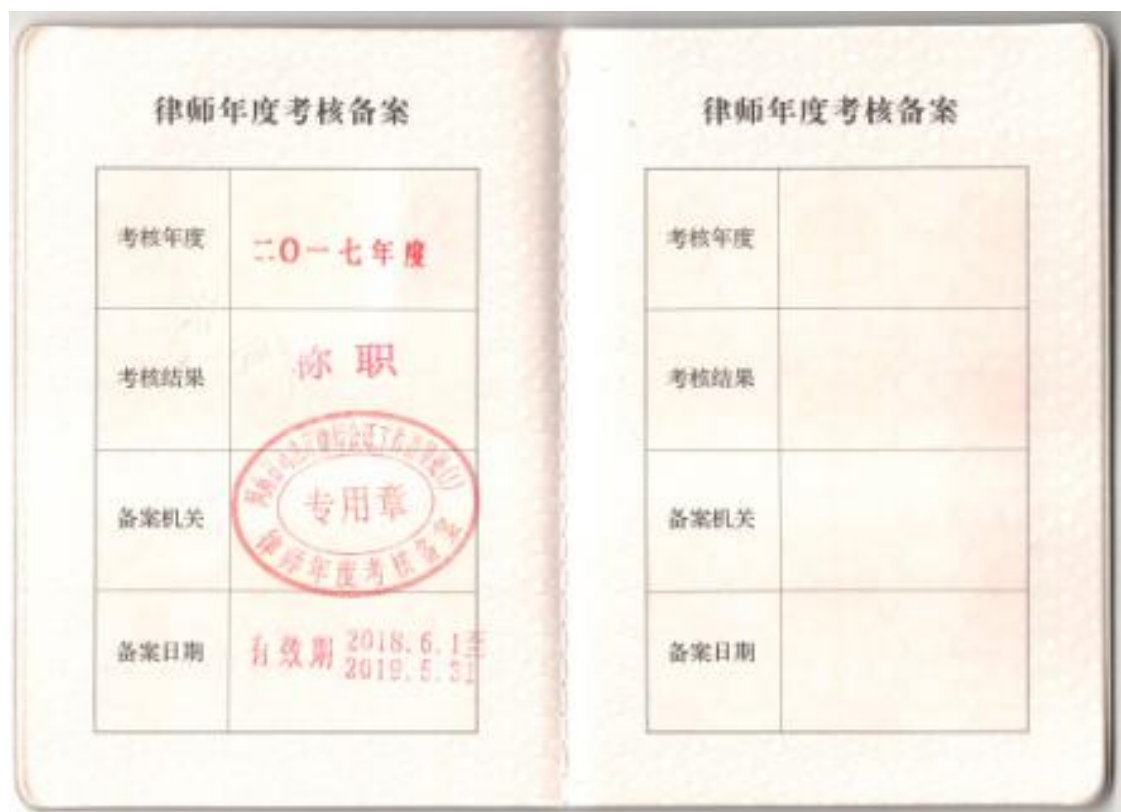 律师年度考核备案
考核年度
二〇一七年度
考核结果
称职
备案机关
专用章
律师年度考核备案
备案日期
有效期 2018.6.1至
2019.5.31
律师年度考核备案
考核年度
考核结果
备案机关
备案日期